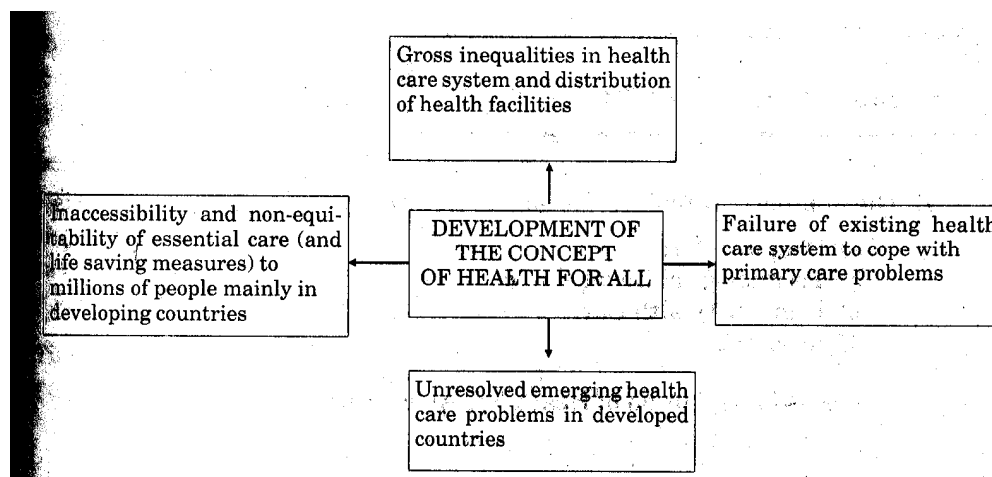 Gross inequalities in health
care system and distribution
of health facilities
Inaccessibility and non-equi-
tability of essential care (and
life saving measures) to
millions of people mainly in
developing countries
DEVELOPMENT OF
THE CONCEPT
OF HEALTH FOR ALL
Failure of existing health
care system to cope with
primary care problems
Unresolved emerging health
care problems in developed
countries